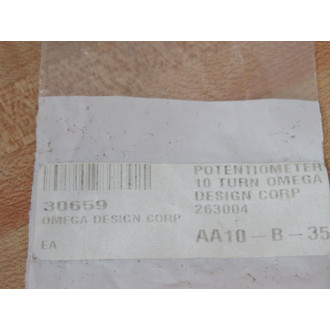 30659
OMEGA DESIGN CORP
EA
POTENTIOMETER
10 TURN OMEGA
DESIGN CORP
263004
AA10-B-35